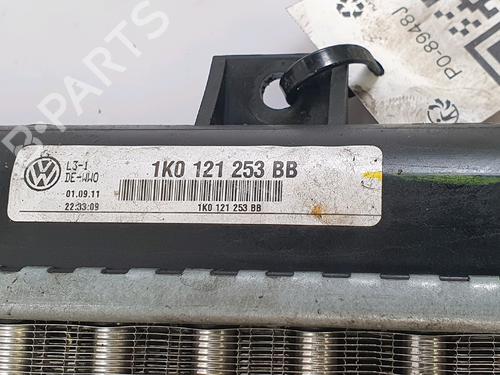 B-PARTS
P0-8948J
L3-1
DE-WWO
1K0 121 253 BB
01.09.11
22:33:09
1K0 121 253 BB